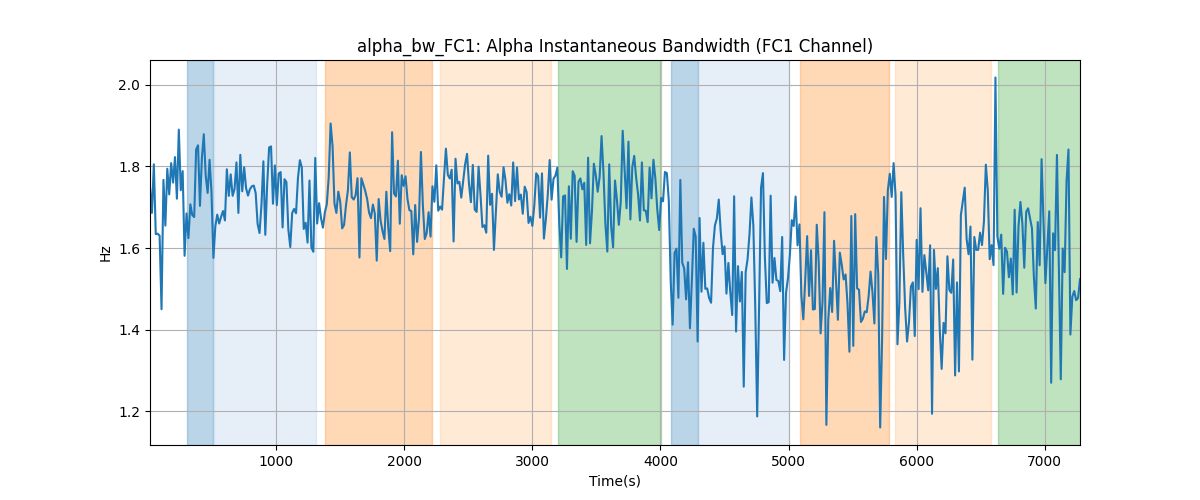 alpha_bw_FC1: Alpha Instantaneous Bandwidth (FC1 Channel)
2.0
1.8
1.6
1.4
1.2
Hz
1000 2000 3000 4000 5000 6000 7000
Time(s)